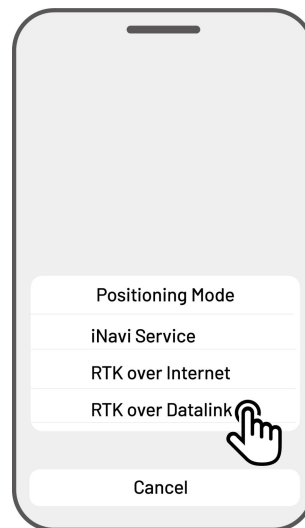 Positioning Mode
iNavi Service
RTK over Internet
RTK over Datalink
Cancel